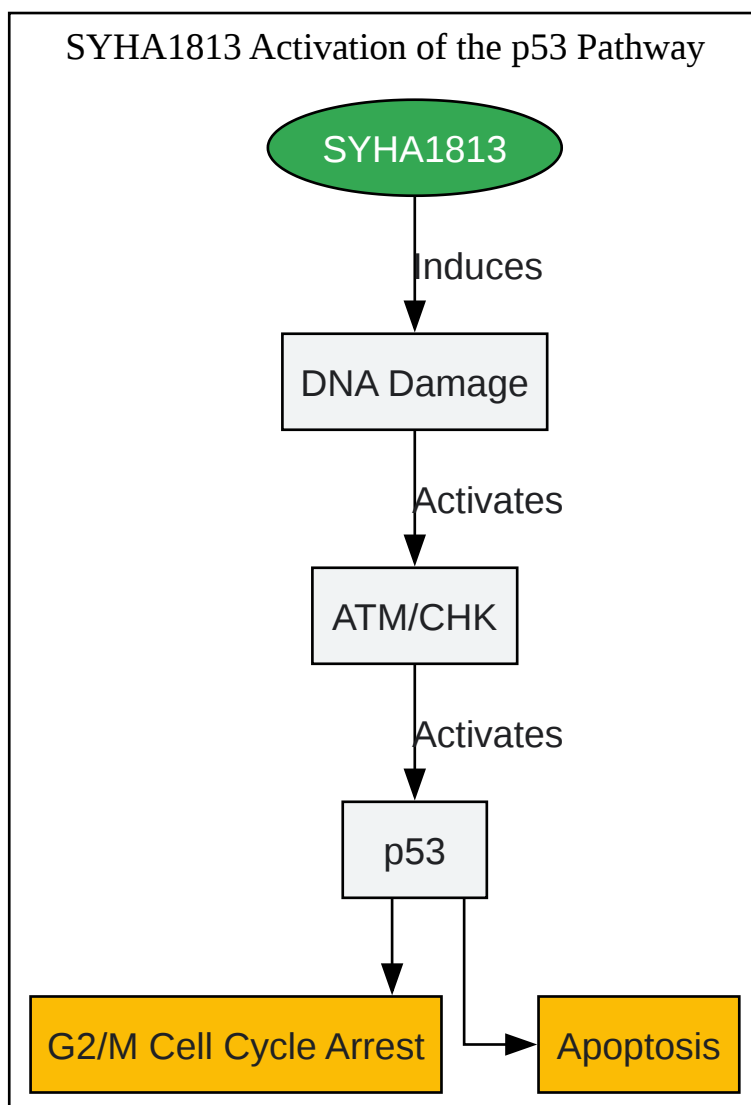 SYHA1813 Activation of the p53 Pathway
SYHA1813
Induces
DNA Damage
Activates
ATM/CHK
Activates
p53
G2/M Cell Cycle Arrest
Apoptosis